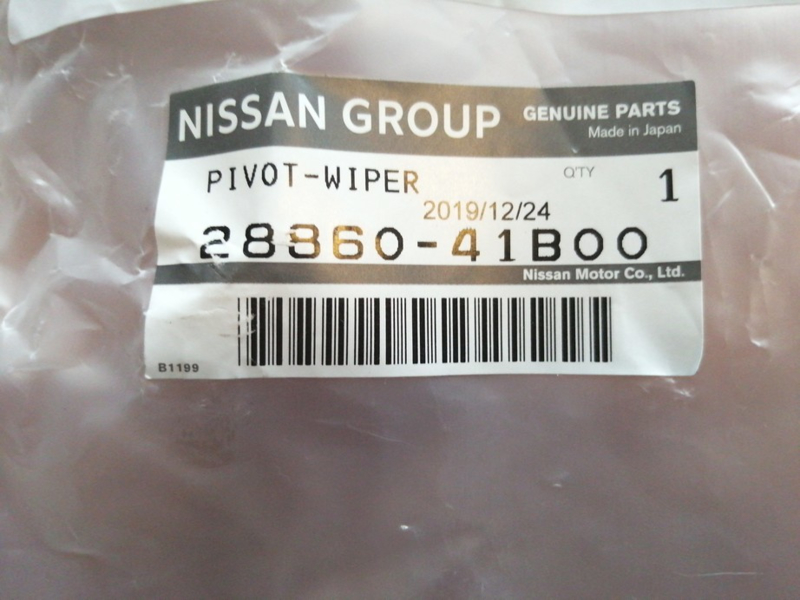 NISSAN GROUP GENUINE PARTS
Made in Japan
PIVOT-WIPER QTY 1
2019/12/24
28860-41B00
Nissan Motor Co., Ltd.
B1199